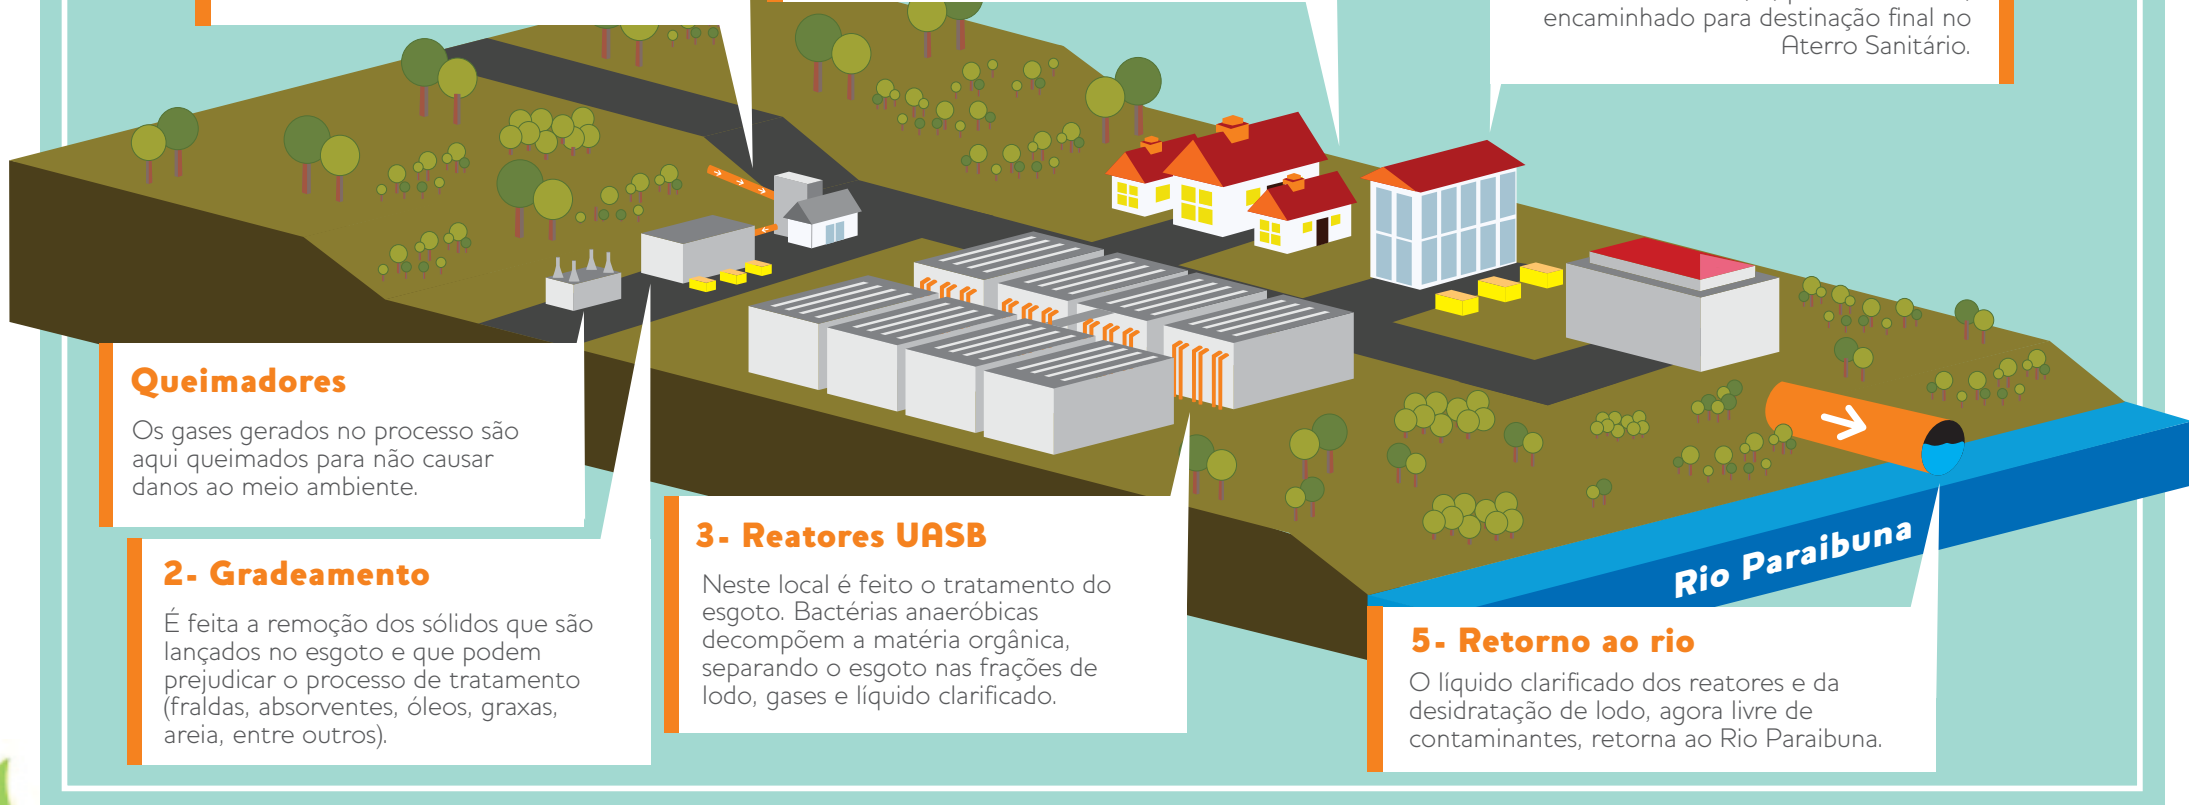 encaminhado para destinação final no
Aterro Sanitário.
Queimadores
Os gases gerados no processo são
aqui queimados para não causar
danos ao meio ambiente.
2- Gradeamento
É feita a remoção dos sólidos que são
lançados no esgoto e que podem
prejudicar o processo de tratamento
(fraldas, absorventes, óleos, graxas,
areia, entre outros).
3- Reatores UASB
Neste local é feito o tratamento do
esgoto. Bactérias anaeróbicas
decompõem a matéria orgânica,
separando o esgoto nas frações de
lodo, gases e líquido clarificado.
Rio Paraibuna
5- Retorno ao rio
O líquido clarificado dos reatores e da
desidratação de lodo, agora livre de
contaminantes, retorna ao Rio Paraibuna.